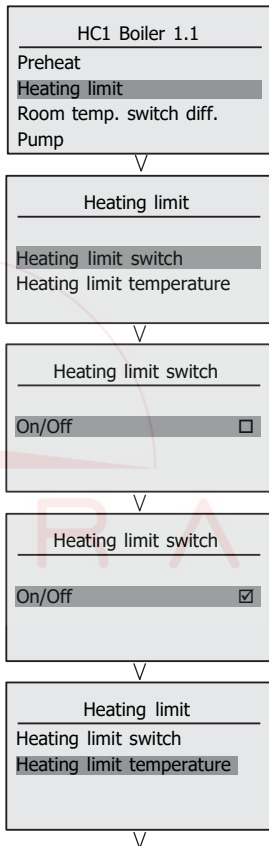 HC1 Boiler 1.1
Preheat
Heating limit
Room temp. switch diff.
Pump
Heating limit
Heating limit switch
Heating limit temperature
Heating limit switch
On/Off ☐
Heating limit switch
On/Off ☑
Heating limit
Heating limit switch
Heating limit temperature